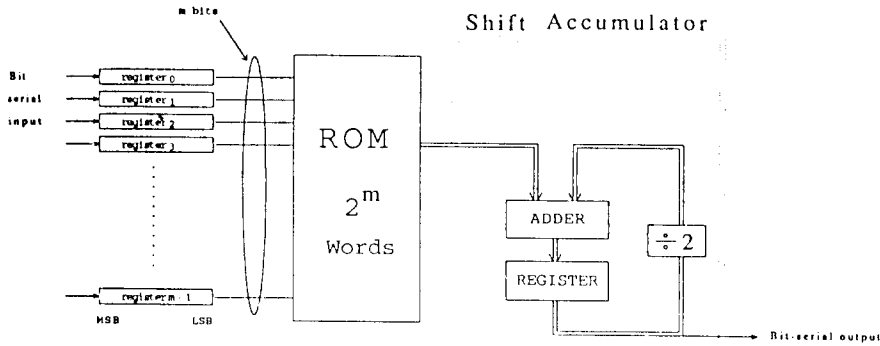 m bits
Shift Accumulator
Bit
serial
input
register 0
register 1
register 2
register 3
register m-1
MSB
LSB
ROM
2^m
Words
ADDER
REGISTER
÷ 2
Bit-serial output